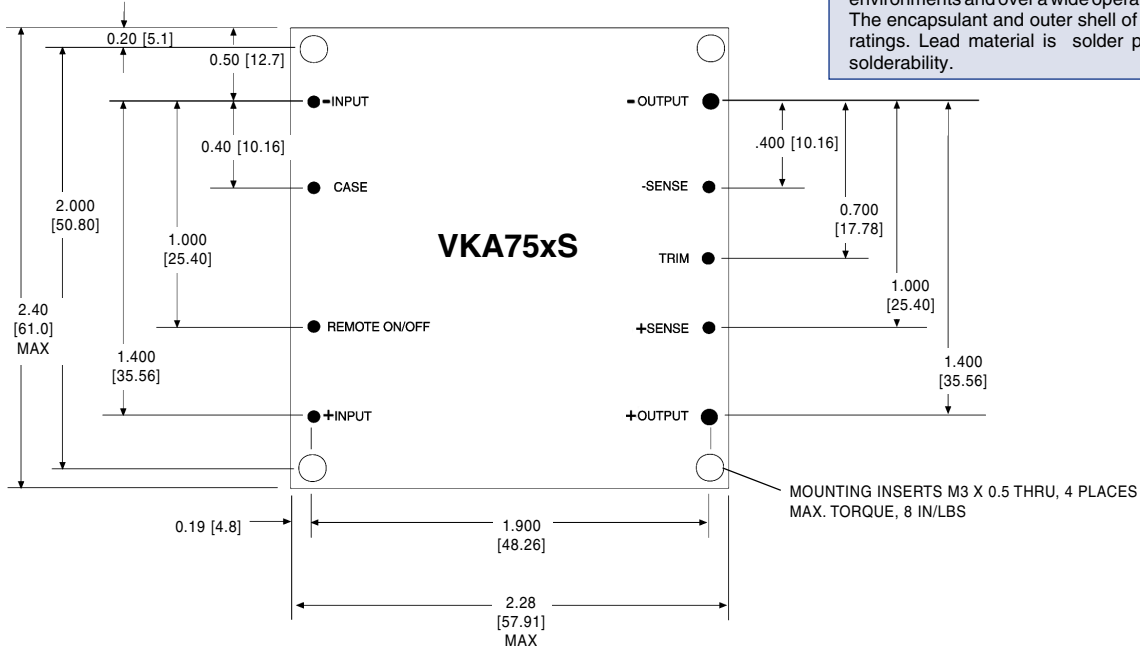 environments and over a wide opera
The encapsulant and outer shell of
ratings. Lead material is solder p
solderability.
0.20 [5.1]
0.50 [12.7]
-INPUT
-OUTPUT
0.40 [10.16]
.400 [10.16]
CASE
-SENSE
2.000
[50.80]
0.700
[17.78]
1.000
[25.40]
VKA75xS
TRIM
1.000
[25.40]
2.40
[61.0]
MAX
REMOTE ON/OFF
+SENSE
1.400
[35.56]
1.400
[35.56]
+INPUT
+OUTPUT
MOUNTING INSERTS M3 X 0.5 THRU, 4 PLACES
MAX. TORQUE, 8 IN/LBS
0.19 [4.8]
1.900
[48.26]
2.28
[57.91]
MAX